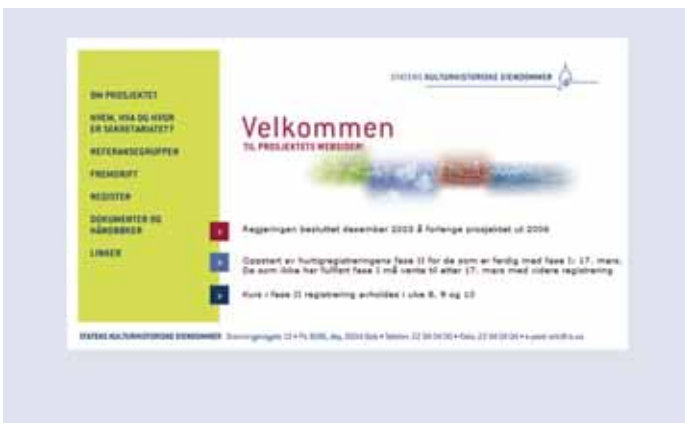 STATENS KULTURHISTORISKE EIENDOMMER
OM PROSJEKTET
HVEM, HVA OG HVOR
ER SEKRETARIATET?
REFERANSEGRUPPEN
FREMDRIFT
REGISTER
DOKUMENTER OG
HÅNDBØKER
LINKER
Velkommen
TIL PROSJEKTETS WEBSIDER!
Regjeringen besluttet desember 2003 å forlenge prosjektet ut 2006
Oppstart av hurtigregistreringens fase II for de som er ferdig med fase I: 17. mars.
De som ikke har fullført fase I må vente til etter 17. mars med videre registrering
Kurs i fase II registrering avholdes i uke 8, 9 og 10
STATENS KULTURHISTORISKE EIENDOMMER